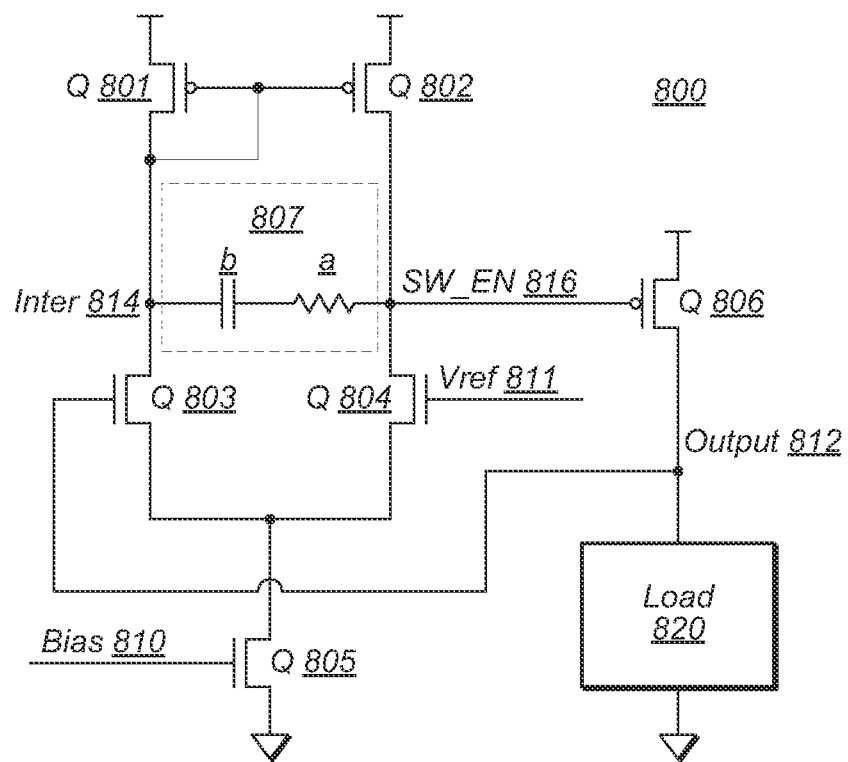 Q 801
Q 802
800
807
b
a
Inter 814
SW_EN 816
Q 806
Q 803
Q 804
Vref 811
Output 812
Load
820
Bias 810
Q 805